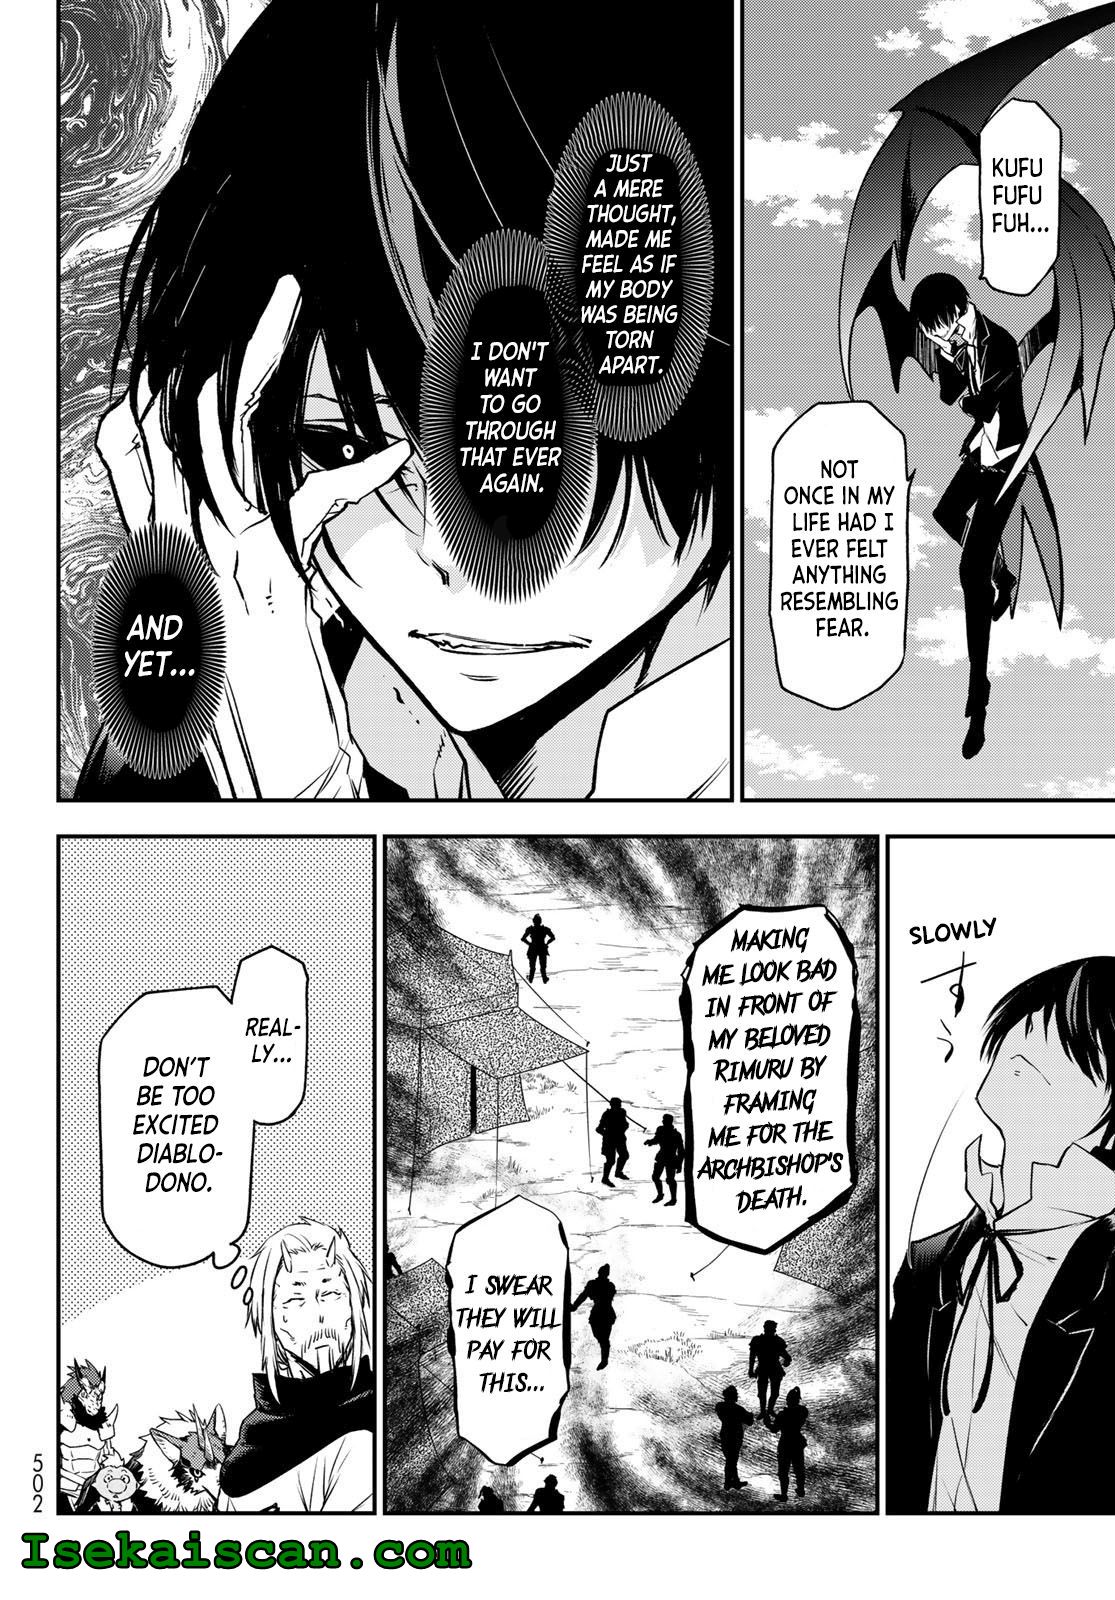 KUFU
FUFU
FUH...
NOT
ONCE IN MY
LIFE HAD I
EVER FELT
ANYTHING
RESEMBLING
FEAR.
JUST
A MERE
THOUGHT,
MADE ME
FEEL AS IF
MY BODY
WAS BEING
TORN
APART.
I DON'T
WANT
TO GO
THROUGH
THAT EVER
AGAIN.
AND
YET...
SLOWLY
すぅ
MAKING
ME LOOK BAD
IN FRONT OF
MY BELOVED
RIMURU BY
FRAMING
ME FOR THE
ARCHBISHOP'S
DEATH.
I SWEAR
THEY WILL
PAY FOR
THIS...
REAL-
LY...
DON'T
BE TOO
EXCITED
DIABLO-
DONO.
502
Isekaiscan.com